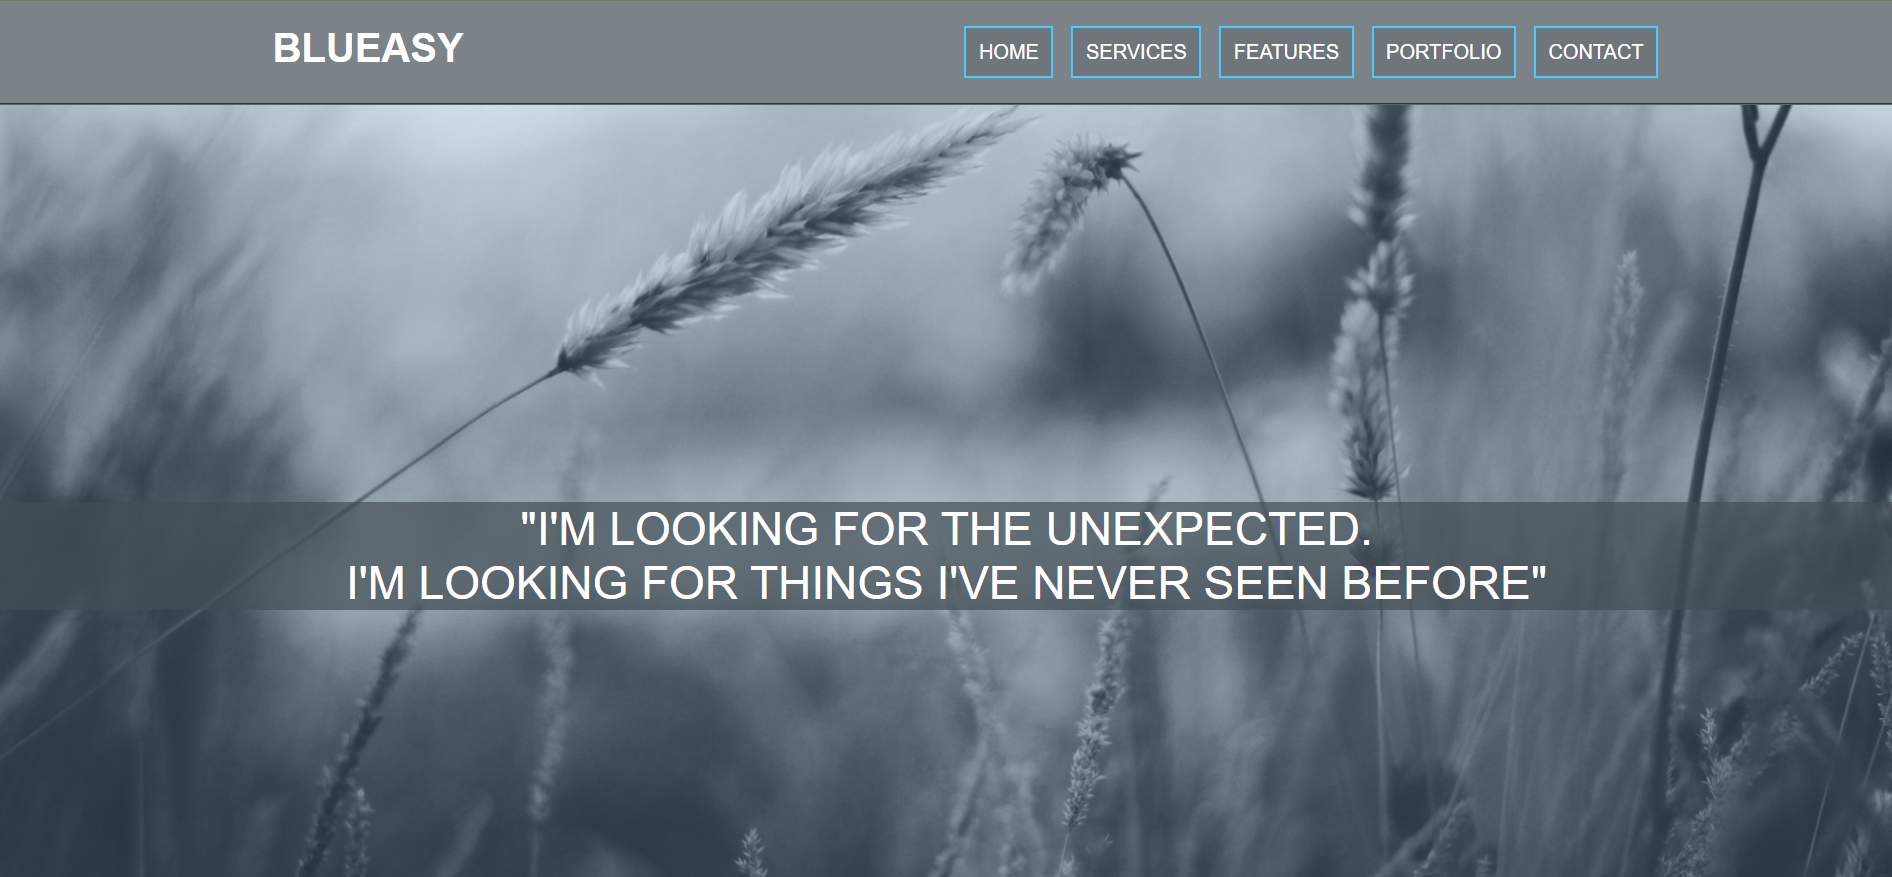 BLUEASY
HOME SERVICES FEATURES PORTFOLIO CONTACT
"I'M LOOKING FOR THE UNEXPECTED.
I'M LOOKING FOR THINGS I'VE NEVER SEEN BEFORE"